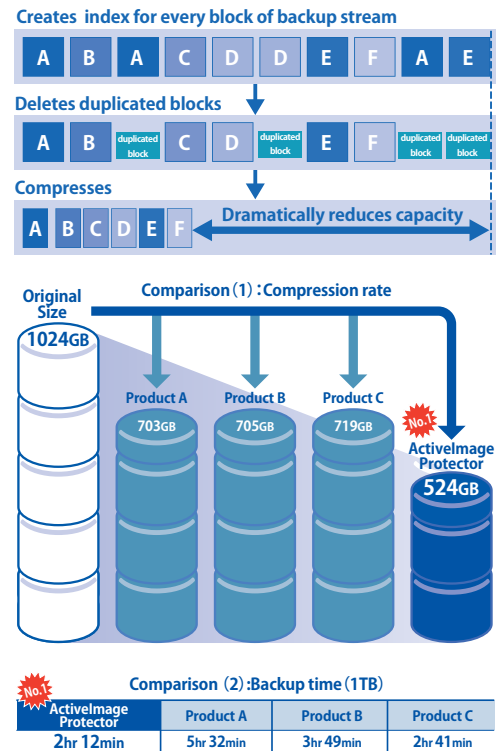 Creates index for every block of backup stream
A B A C D D E F A E
Deletes duplicated blocks
A B duplicated block C D duplicated block E F duplicated block duplicated block
Compresses
A B C D E F Dramatically reduces capacity
Comparison (1) : Compression rate
Original
Size
1024GB
Product A Product B Product C
703GB 705GB 719GB
No.1
ActiveImage
Protector
524GB
Comparison (2) :Backup time (1TB)
No.1
ActiveImage
Protector
Product A Product B Product C
2hr 12min 5hr 32min 3hr 49min 2hr 41min